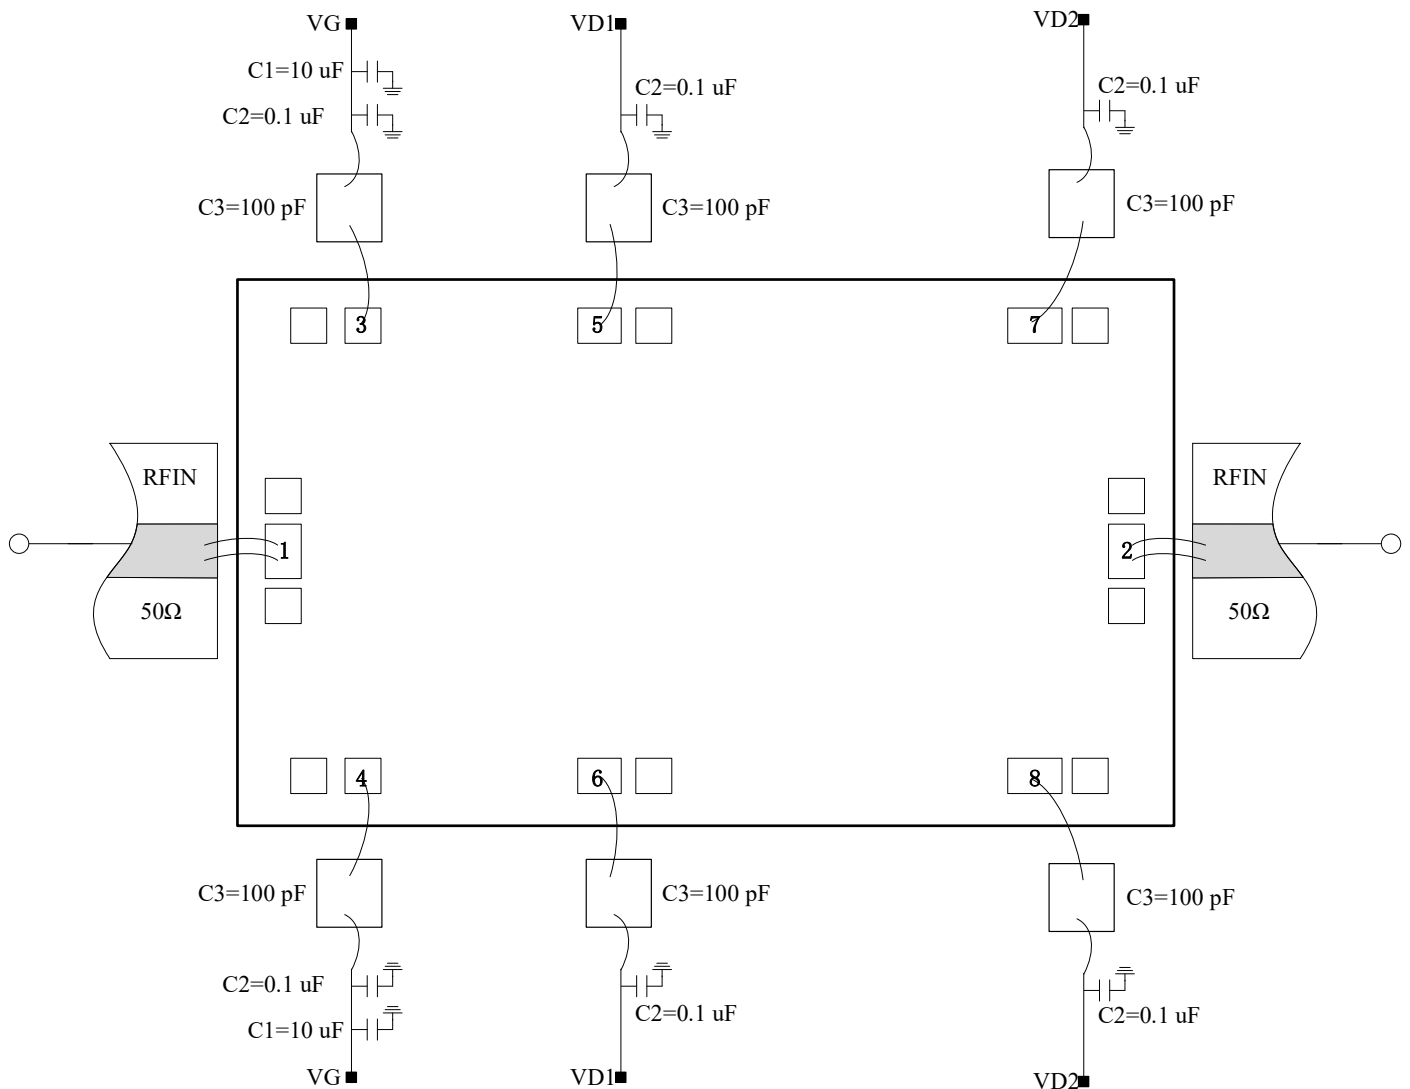 VG
VD1
VD2
C1=10 uF
C2=0.1 uF
C2=0.1 uF
C2=0.1 uF
C3=100 pF
C3=100 pF
C3=100 pF
3
5
7
RFIN
RFIN
1
2
50Ω
50Ω
4
6
8
C3=100 pF
C3=100 pF
C3=100 pF
C2=0.1 uF
C2=0.1 uF
C2=0.1 uF
C1=10 uF
VG
VD1
VD2